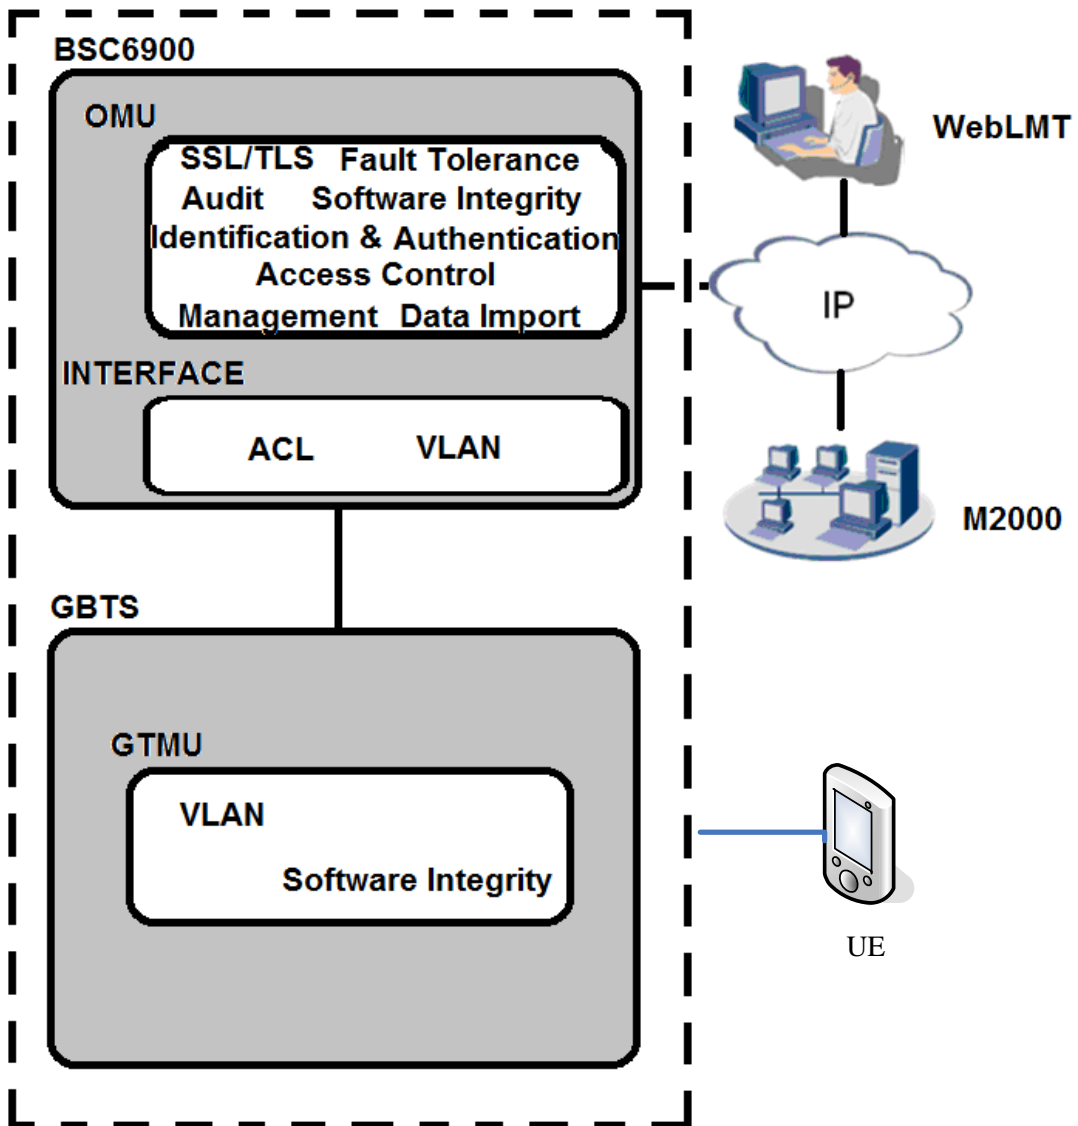 BSC6900
OMU
SSL/TLS Fault Tolerance
Audit Software Integrity
Identification & Authentication
Access Control
Management Data Import
INTERFACE
ACL VLAN
WebLMT
IP
M2000
GBTS
GTMU
VLAN
Software Integrity
UE